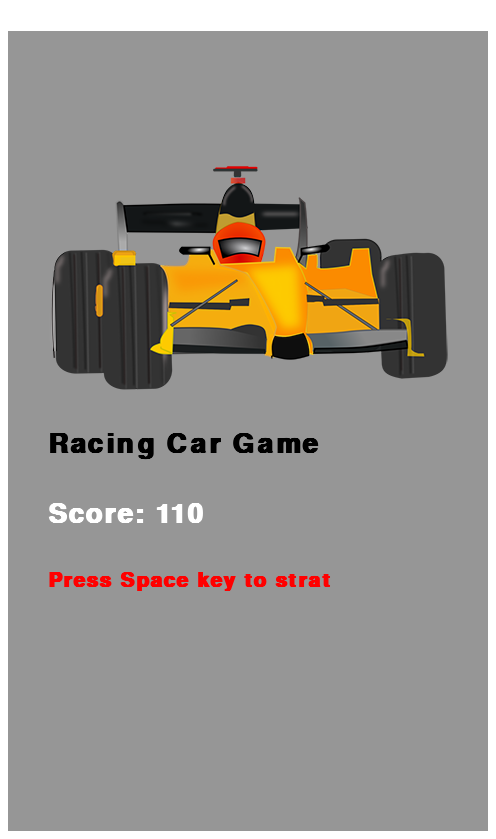 Racing Car Game
Score: 110
Press Space key to strat